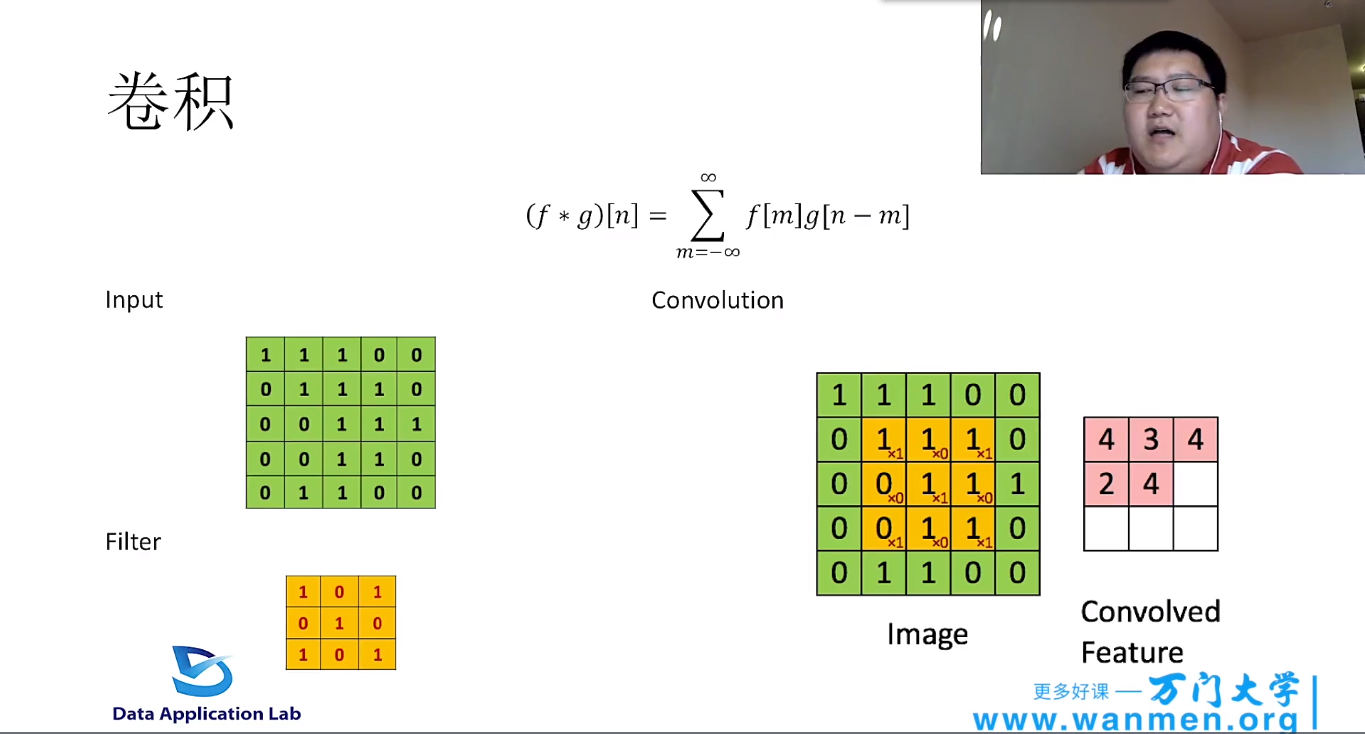 卷积
(f ∗ g)[n] = ∑ m=−∞ ∞ f[m]g[n − m]
Input
1 1 1 0 0
0 1 1 1 0
0 0 1 1 1
0 0 1 1 0
0 1 1 0 0
Filter
1 0 1
0 1 0
1 0 1
Data Application Lab
Convolution
1 1 1 0 0
0 1×1 1×0 1×1 0
0 0×0 1×1 1×0 1
0 0×1 1×0 1×1 0
0 1 1 0 0
Image
4 3 4
2 4
Convolved
Feature
更多好课 — 万门大学
www.wanmen.org